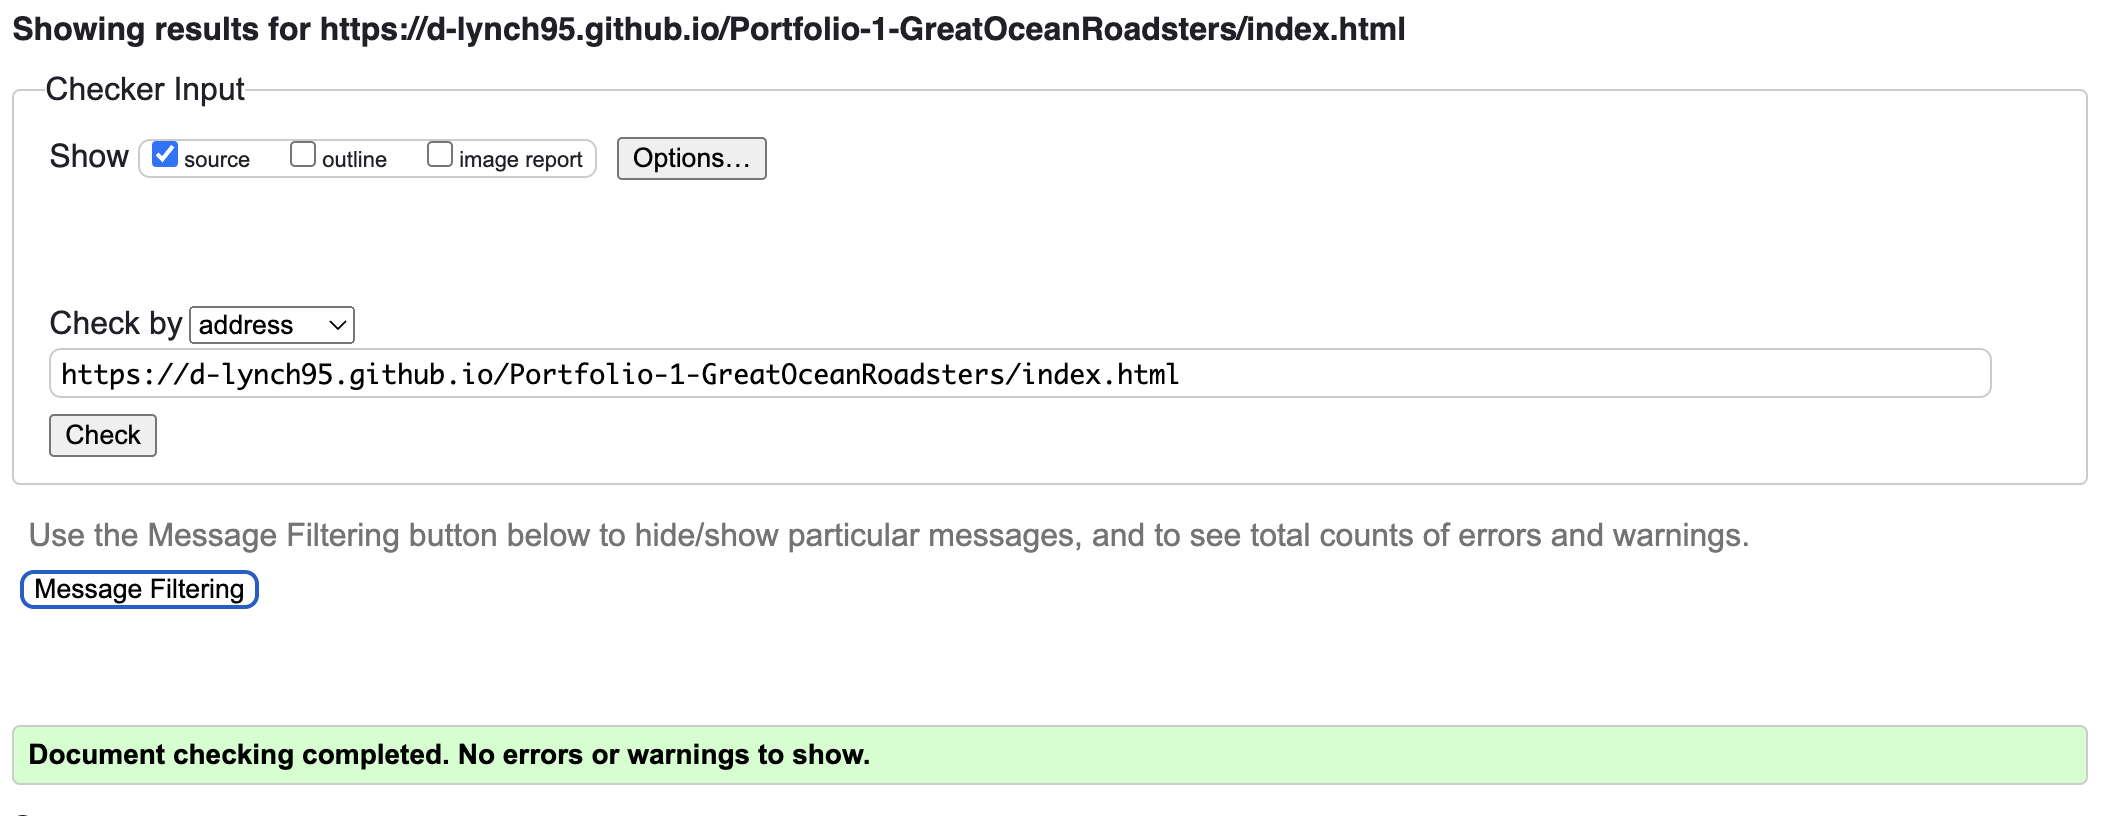 Showing results for https://d-lynch95.github.io/Portfolio-1-GreatOceanRoadsters/index.html
Checker Input
Show source outline image report Options…
Check by address
https://d-lynch95.github.io/Portfolio-1-GreatOceanRoadsters/index.html
Check
Use the Message Filtering button below to hide/show particular messages, and to see total counts of errors and warnings.
Message Filtering
Document checking completed. No errors or warnings to show.